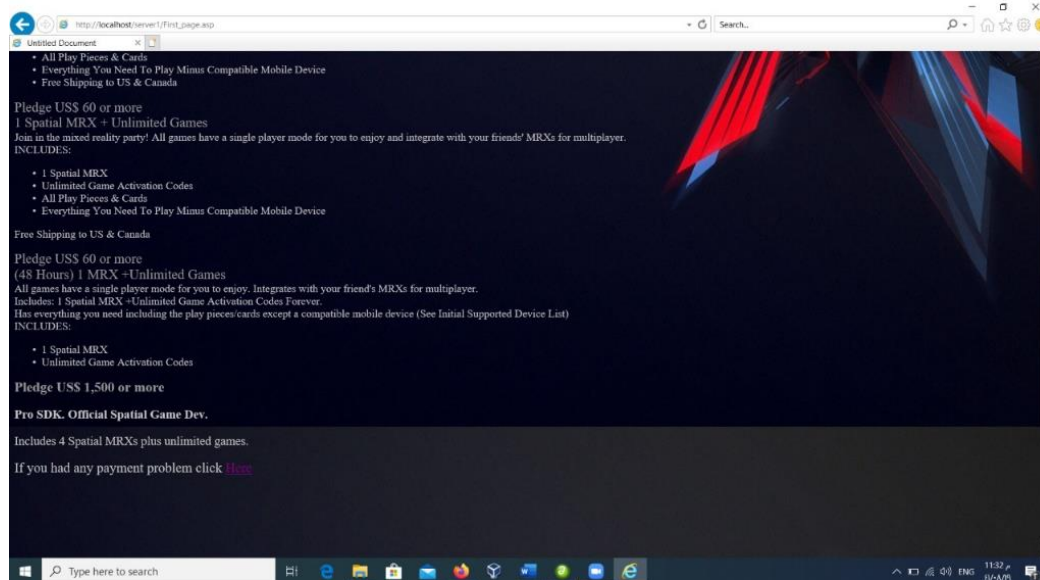 http://localhost/server1/First_page.asp
Search...
Untitled Document
• All Play Pieces & Cards
• Everything You Need To Play Minus Compatible Mobile Device
• Free Shipping to US & Canada
Pledge US$ 60 or more
1 Spatial MRX + Unlimited Games
Join in the mixed reality party! All games have a single player mode for you to enjoy and integrate with your friends' MRXs for multiplayer.
INCLUDES:
• 1 Spatial MRX
• Unlimited Game Activation Codes
• All Play Pieces & Cards
• Everything You Need To Play Minus Compatible Mobile Device
Free Shipping to US & Canada
Pledge US$ 60 or more
(48 Hours) 1 MRX +Unlimited Games
All games have a single player mode for you to enjoy. Integrates with your friend's MRXs for multiplayer.
Includes: 1 Spatial MRX +Unlimited Game Activation Codes Forever.
Has everything you need including the play pieces/cards except a compatible mobile device (See Initial Supported Device List)
INCLUDES:
• 1 Spatial MRX
• Unlimited Game Activation Codes
Pledge US$ 1,500 or more
Pro SDK. Official Spatial Game Dev.
Includes 4 Spatial MRXs plus unlimited games.
If you had any payment problem click Here
Type here to search
ENG
11:32 م